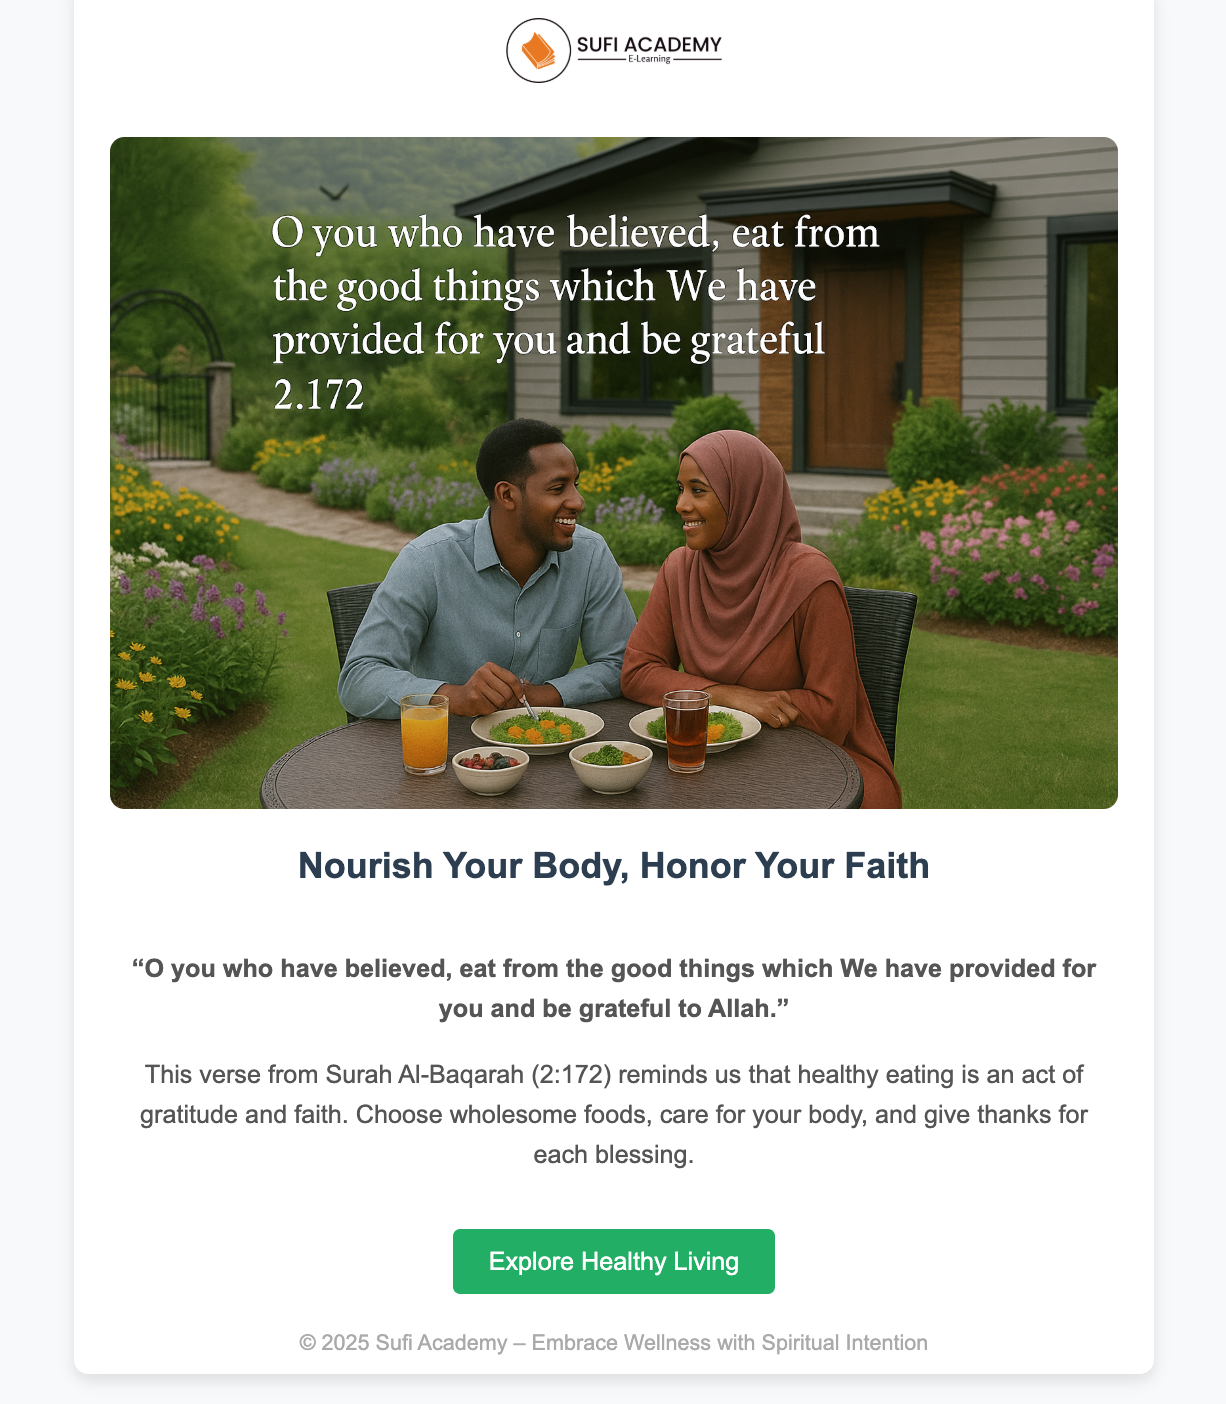 SUFI ACADEMY
E-Learning
O you who have believed, eat from
the good things which We have
provided for you and be grateful
2.172
Nourish Your Body, Honor Your Faith
“O you who have believed, eat from the good things which We have provided for
you and be grateful to Allah.”
This verse from Surah Al-Baqarah (2:172) reminds us that healthy eating is an act of
gratitude and faith. Choose wholesome foods, care for your body, and give thanks for
each blessing.
Explore Healthy Living
© 2025 Sufi Academy – Embrace Wellness with Spiritual Intention